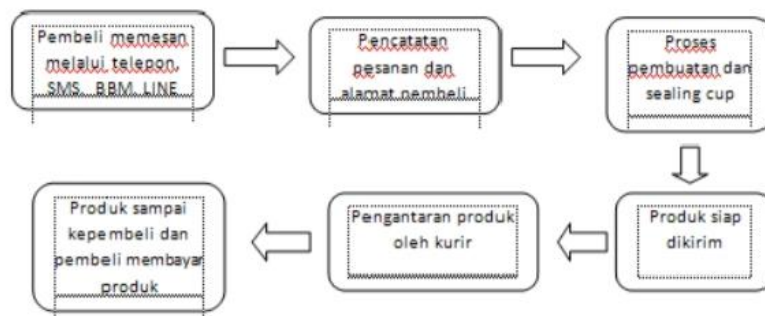 Pembeli memesan
melalui telepon,
SMS, BBM, LINE
Pencatatan
pesanan dan
alamat pembeli
Proses
pembuatan dan
sealing cup
Produk siap
dikirim
Pengantaran produk
oleh kurir
Produk sampai
kepembeli dan
pembeli membayar
produk